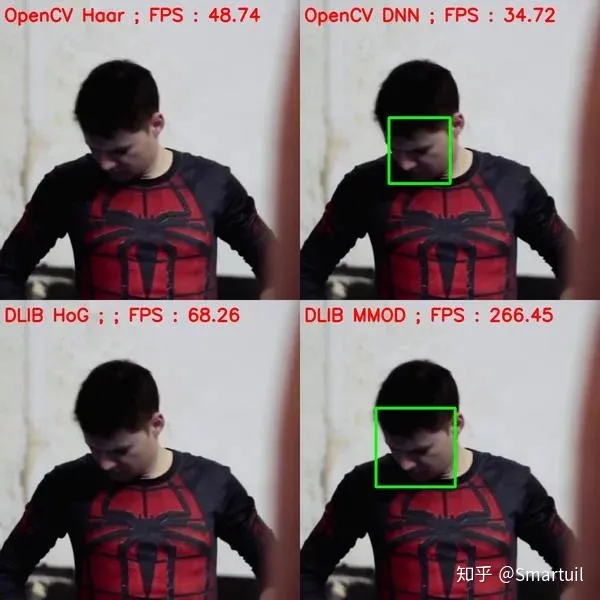 OpenCV Haar ; FPS : 48.74
OpenCV DNN ; FPS : 34.72
DLIB HoG ; ; FPS : 68.26
DLIB MMOD ; FPS : 266.45
知乎 @Smartuil